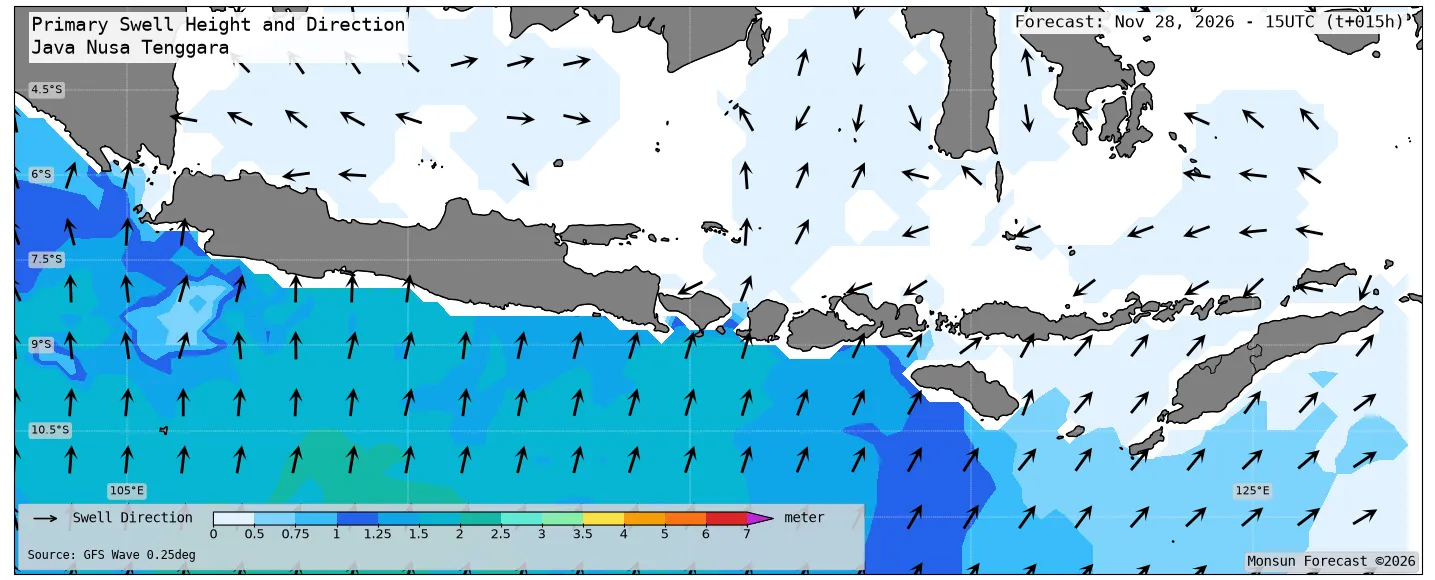 Primary Swell Height and Direction
Java Nusa Tenggara
Forecast: Nov 28, 2026 - 15UTC (t+015h)
4.5°S
6°S
7.5°S
9°S
10.5°S
105°E
125°E
Swell Direction
0 0.5 0.75 1 1.25 1.5 2 2.5 3 3.5 4 5 6 7
meter
Source: GFS Wave 0.25deg
Monsun Forecast ©2026